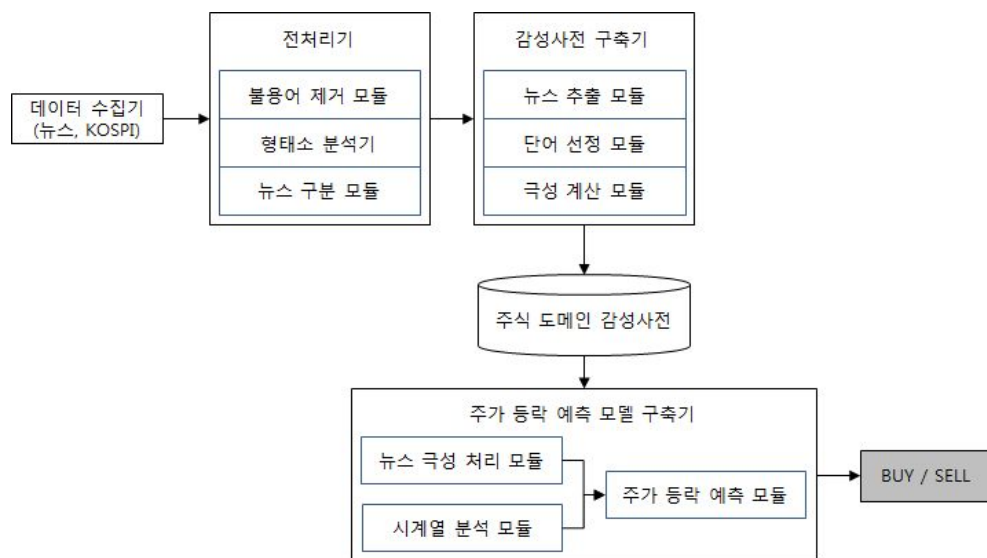 데이터 수집기
(뉴스, KOSPI)
전처리기
불용어 제거 모듈
형태소 분석기
뉴스 구분 모듈
감성사전 구축기
뉴스 추출 모듈
단어 선정 모듈
극성 계산 모듈
주식 도메인 감성사전
주가 등락 예측 모델 구축기
뉴스 극성 처리 모듈
시계열 분석 모듈
주가 등락 예측 모듈
BUY / SELL